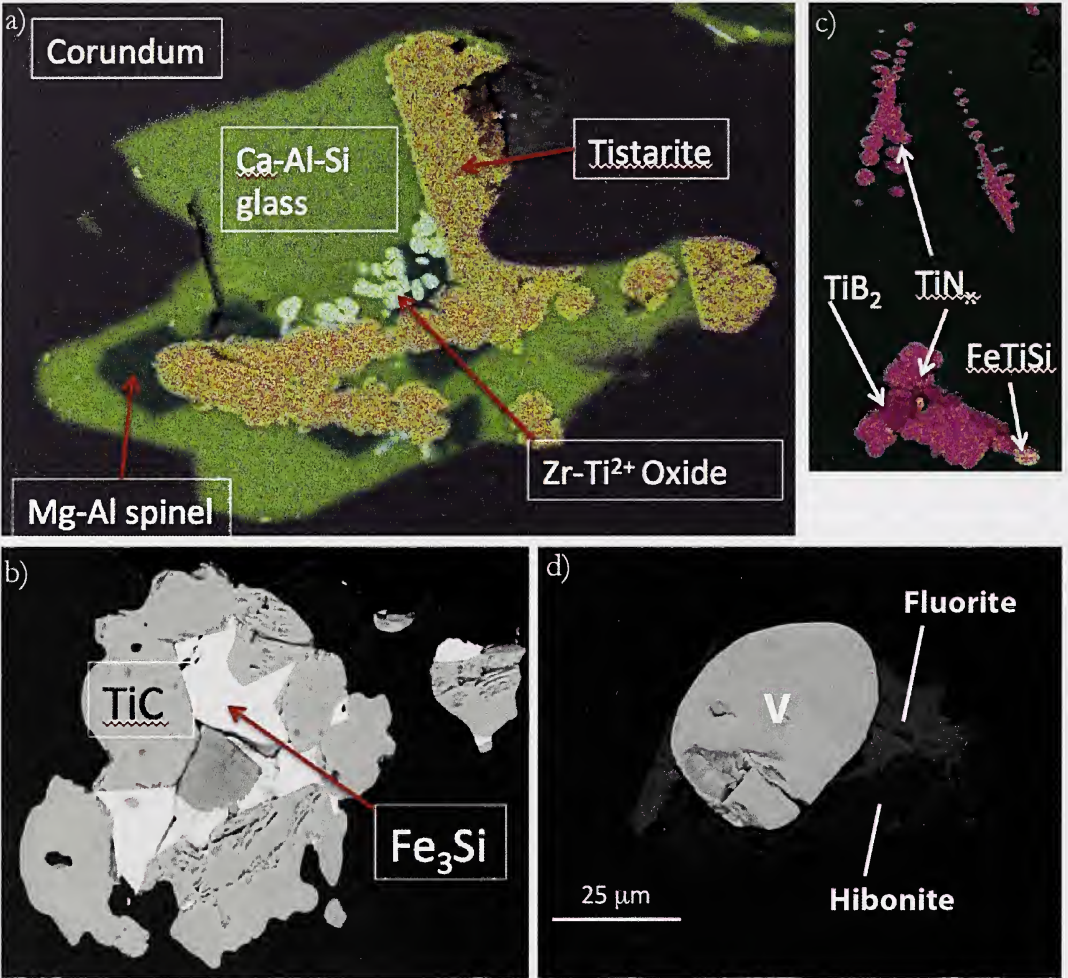 a)
Corundum
Ca-Al-Si
glass
Tistarite
Zr-Ti²⁺ Oxide
Mg-Al spinel
c)
TiB₂
TiNₓ
FeTiSi
b)
TiC
Fe₃Si
d)
Fluorite
V
Hibonite
25 μm